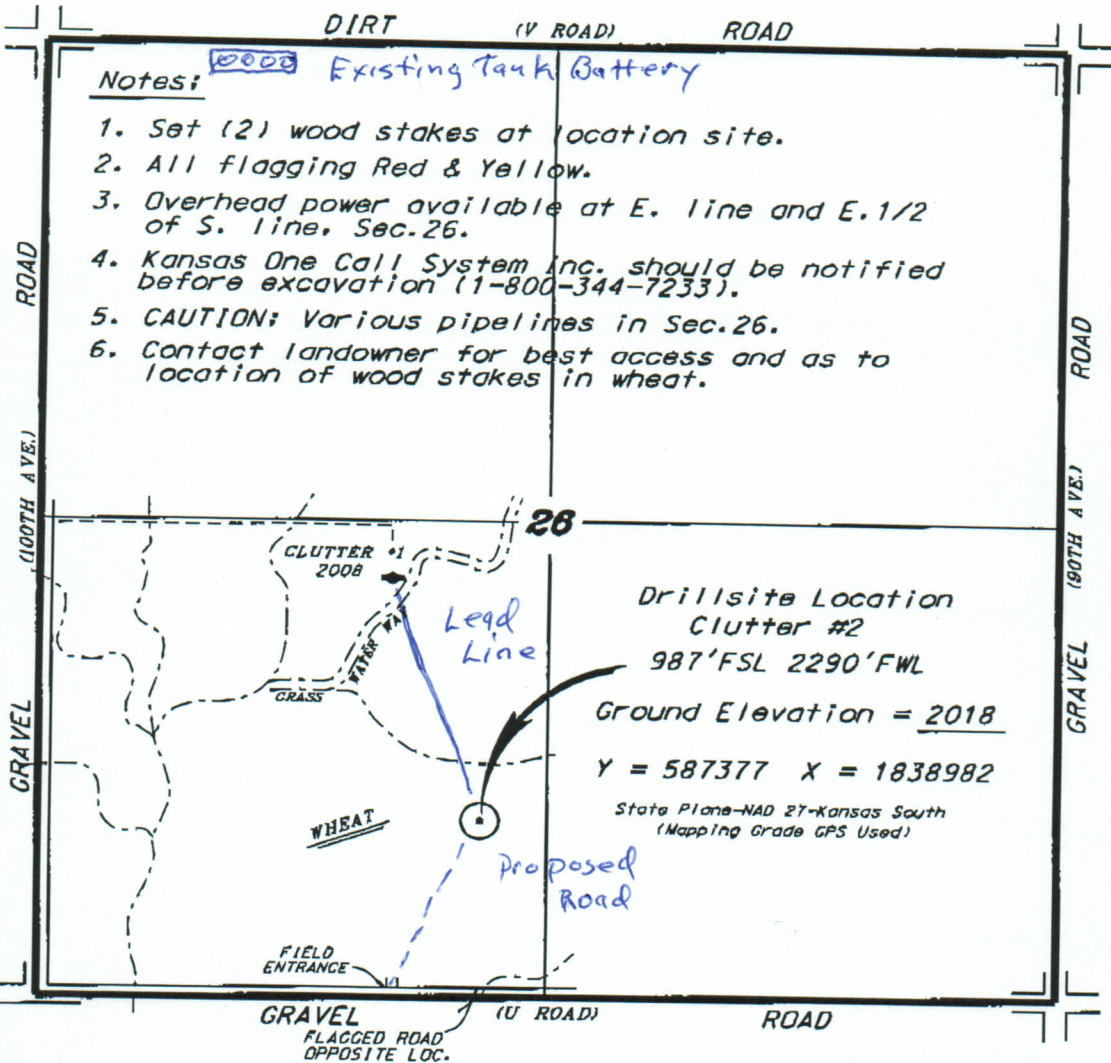 DIRT (V ROAD) ROAD
Existing Tank Battery
Notes:
1. Set (2) wood stakes at location site.
2. All flagging Red & Yellow.
3. Overhead power available at E. line and E.1/2
of S. line, Sec.26.
4. Kansas One Call System Inc. should be notified
before excavation (1-800-344-7233).
5. CAUTION: Various pipelines in Sec.26.
6. Contact landowner for best access and as to
location of wood stakes in wheat.
GRAVEL (100TH AVE.) ROAD
GRAVEL (90TH AVE.) ROAD
26
CLUTTER #1
2008
Lead
Line
GRASS WATER WA
Drillsite Location
Clutter #2
987'FSL 2290'FWL
Ground Elevation = 2018
Y = 587377 X = 1838982
State Plane-NAD 27-Kansas South
(Mapping Grade GPS Used)
WHEAT
Proposed
Road
FIELD
ENTRANCE
GRAVEL (U ROAD) ROAD
FLAGGED ROAD
OPPOSITE LOC.